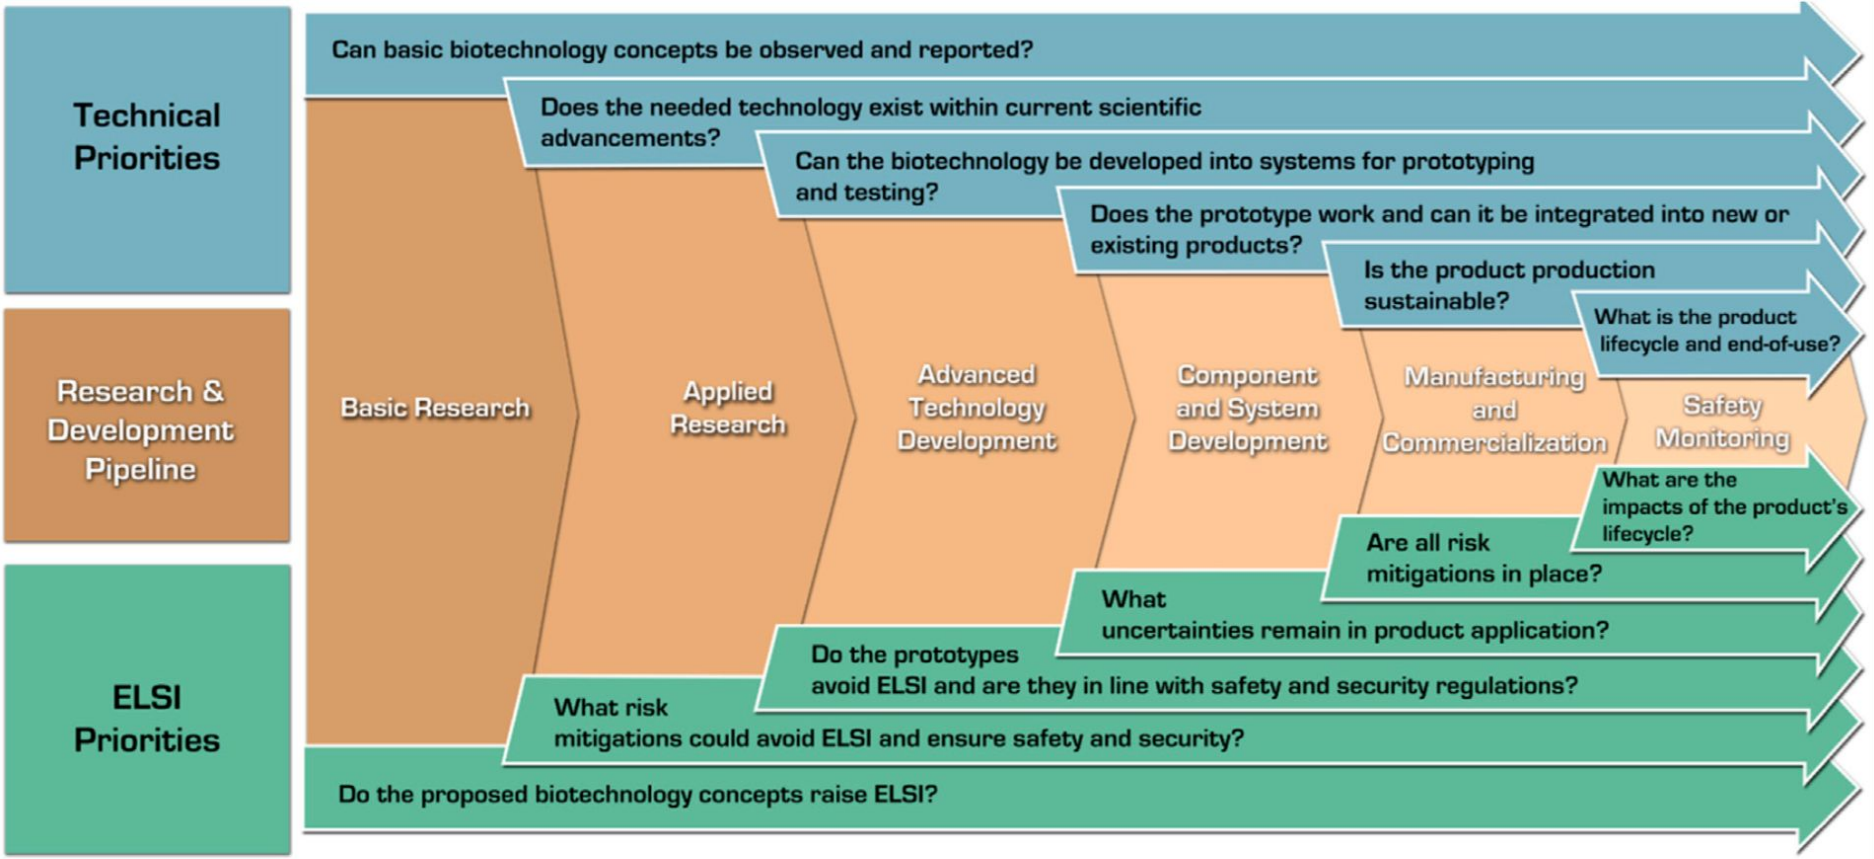 Technical
Priorities
Can basic biotechnology concepts be observed and reported?
Does the needed technology exist within current scientific
advancements?
Can the biotechnology be developed into systems for prototyping
and testing?
Does the prototype work and can it be integrated into new or
existing products?
Is the product production
sustainable?
What is the product
lifecycle and end-of-use?
Research &
Development
Pipeline
Basic Research
Applied
Research
Advanced
Technology
Development
Component
and System
Development
Manufacturing
and
Commercialization
Safety
Monitoring
ELSI
Priorities
What are the
impacts of the product's
lifecycle?
Are all risk
mitigations in place?
What
uncertainties remain in product application?
Do the prototypes
avoid ELSI and are they in line with safety and security regulations?
What risk
mitigations could avoid ELSI and ensure safety and security?
Do the proposed biotechnology concepts raise ELSI?